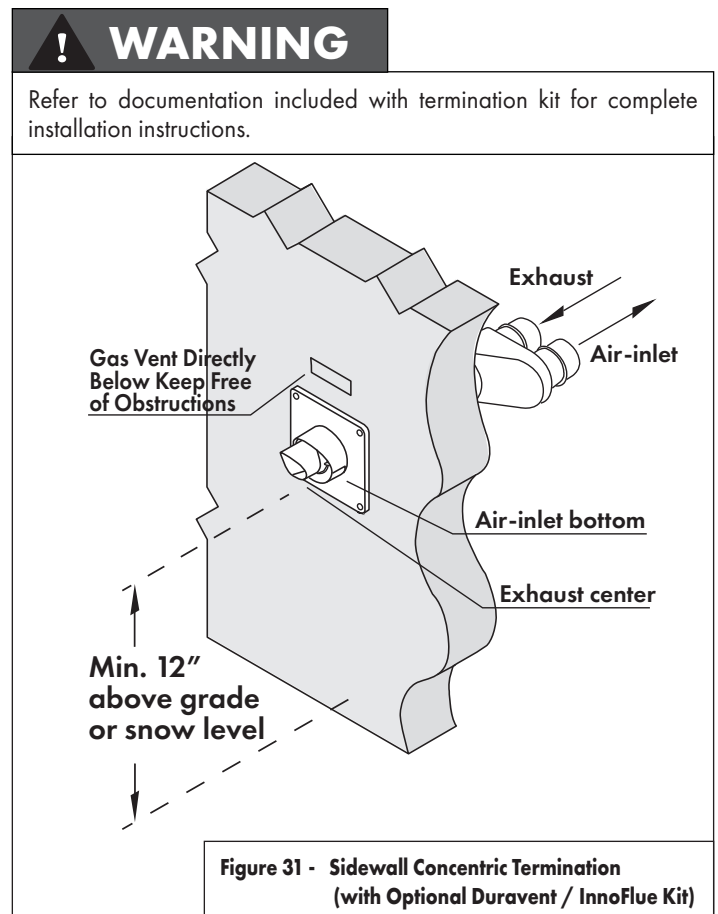 WARNING
Refer to documentation included with termination kit for complete
installation instructions.
Exhaust
Air-inlet
Gas Vent Directly
Below Keep Free
of Obstructions
Air-inlet bottom
Exhaust center
Min. 12"
above grade
or snow level
Figure 31 - Sidewall Concentric Termination
(with Optional Duravent / InnoFlue Kit)